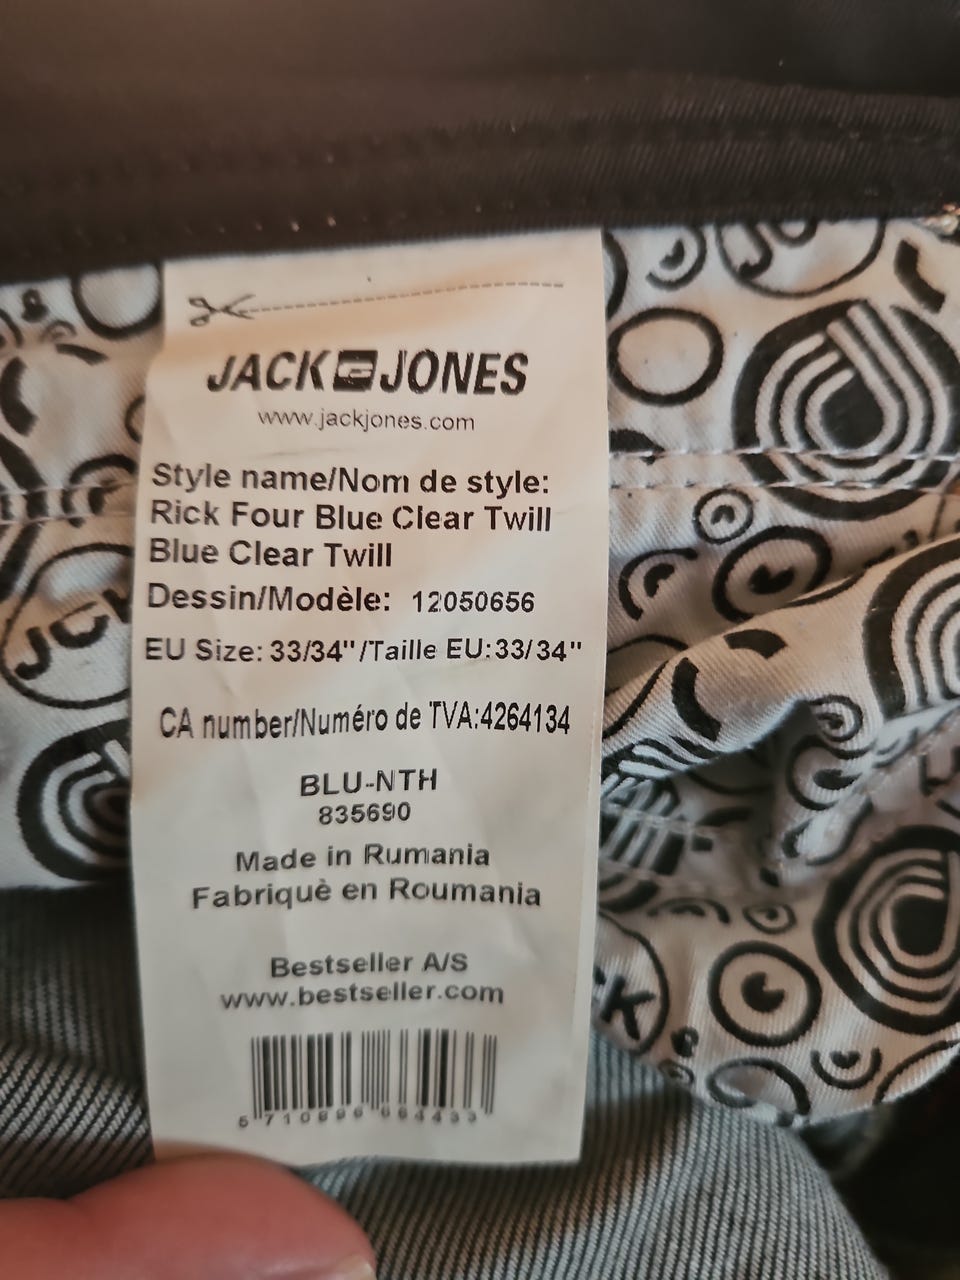 JACK JONES
www.jackjones.com
Style name/Nom de style:
Rick Four Blue Clear Twill
Blue Clear Twill
Dessin/Modèle: 12050656
EU Size: 33/34"/Taille EU:33/34"
CA number/Numéro de TVA:4264134
BLU-NTH
835690
Made in Rumania
Fabriquè en Roumania
Bestseller A/S
www.bestseller.com